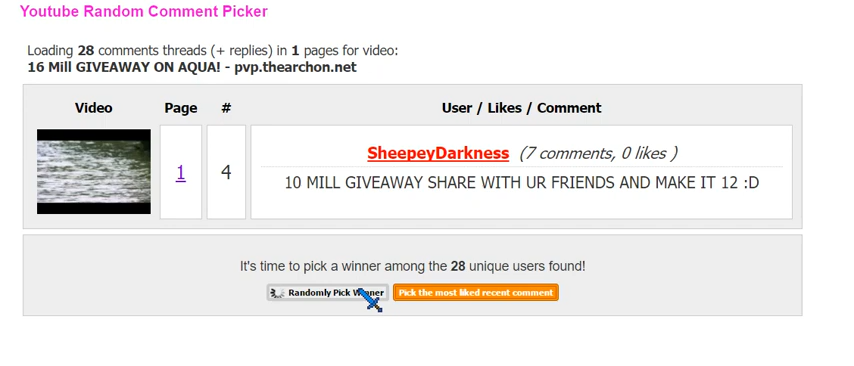 Youtube Random Comment Picker
Loading 28 comments threads (+ replies) in 1 pages for video:
16 Mill GIVEAWAY ON AQUA! - pvp.thearchon.net
Video Page # User / Likes / Comment
1 4 SheepeyDarkness (7 comments, 0 likes )
10 MILL GIVEAWAY SHARE WITH UR FRIENDS AND MAKE IT 12 :D
It's time to pick a winner among the 28 unique users found!
Randomly Pick Winner Pick the most liked recent comment